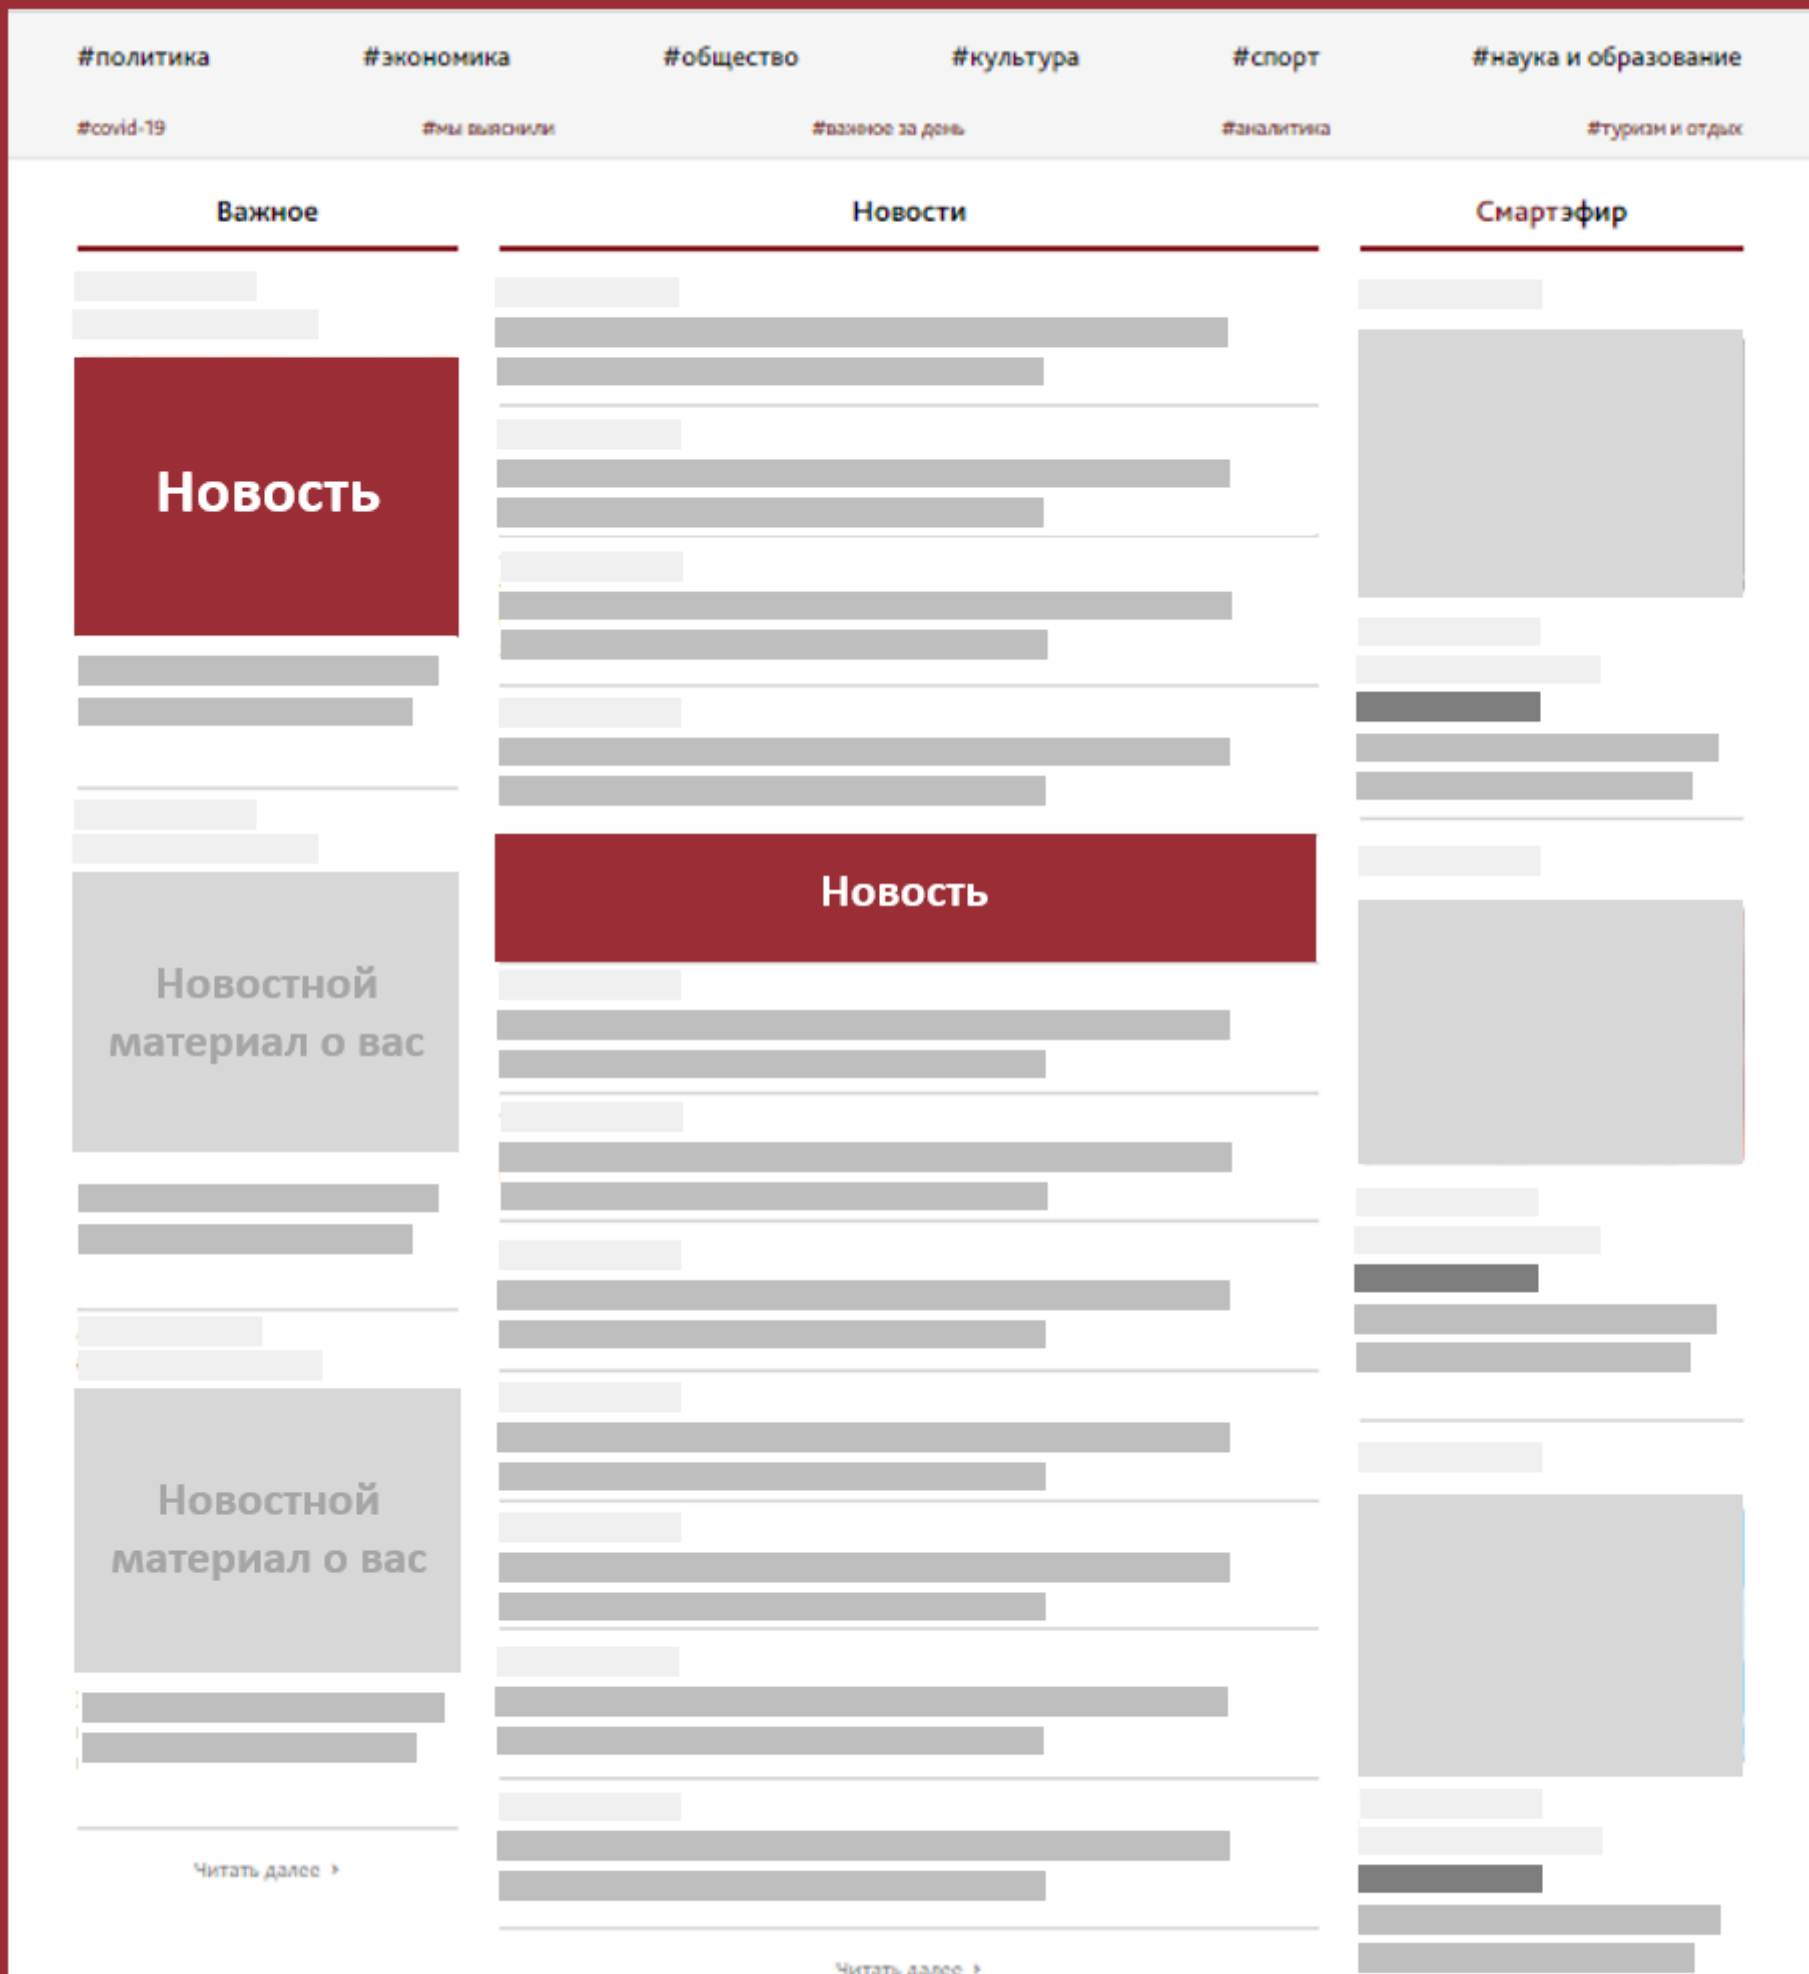 #политика #экономика #общество #культура #спорт #наука и образование
#covid-19 #мы выяснили #важное за день #аналитика #туризм и отдых
Важное
Новость
Новостной
материал о вас
Новостной
материал о вас
Читать далее ›
Новости
Новость
Читать далее ›
Смартэфир